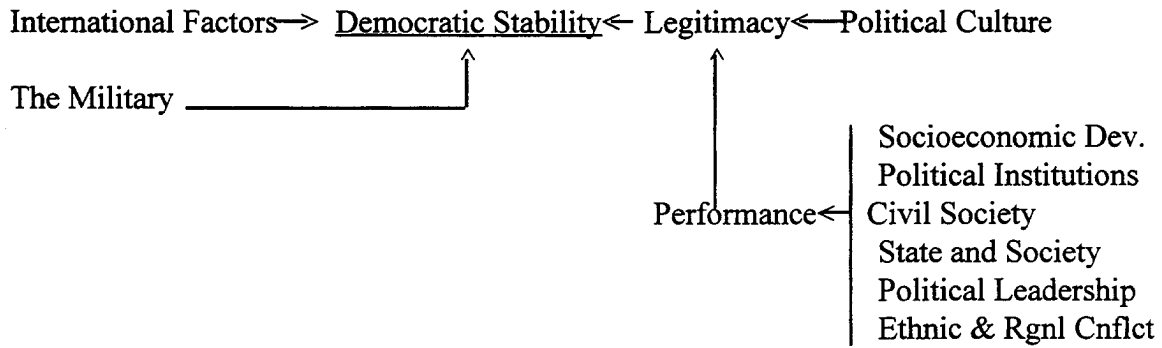 International Factors Democratic Stability Legitimacy Political Culture
The Military
Socioeconomic Dev.
Political Institutions
Performance Civil Society
State and Society
Political Leadership
Ethnic & Rgnl Cnflct